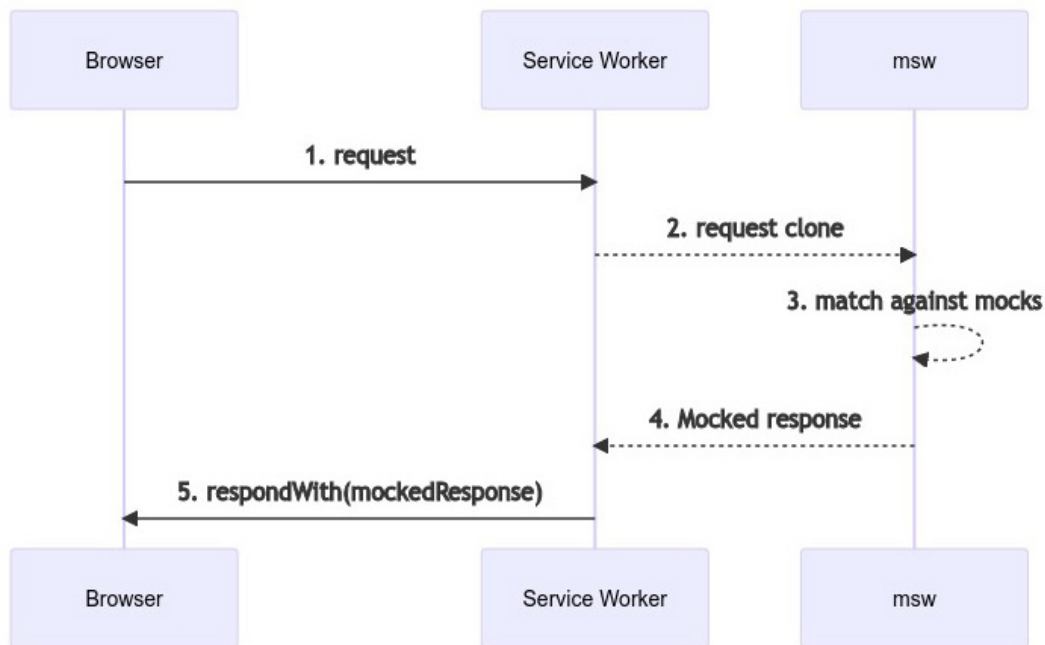 Browser
Service Worker
msw
1. request
2. request clone
3. match against mocks
4. Mocked response
5. respondWith(mockedResponse)
Browser
Service Worker
msw